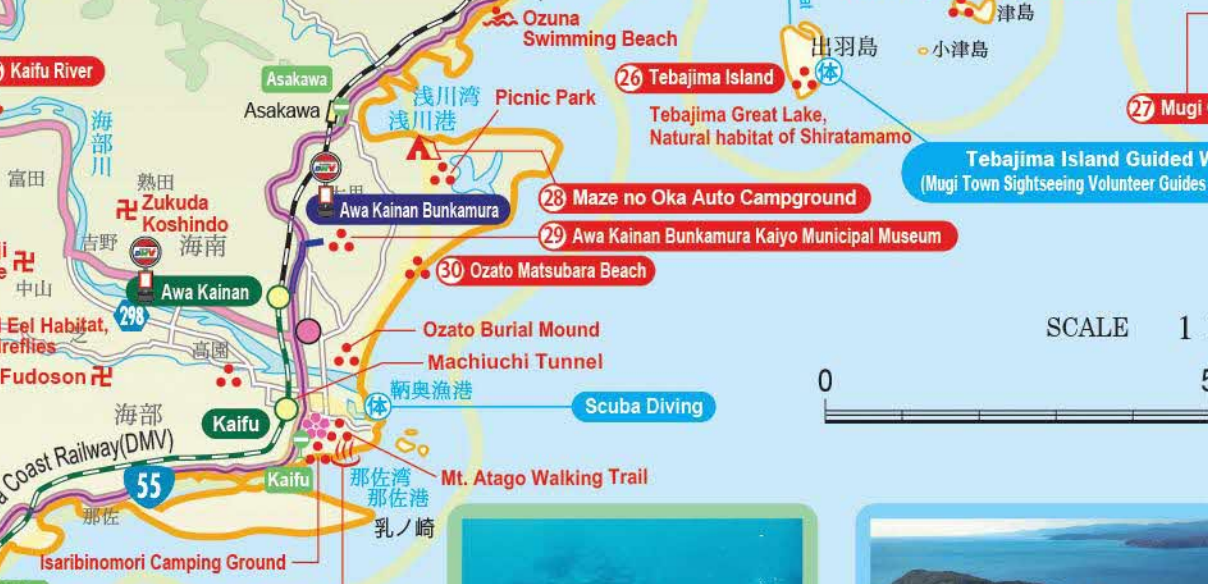 Ozuna
Swimming Beach
津島
出羽島
小津島
体
Kaifu River
Asakawa
Asakawa
浅川湾
浅川港
Picnic Park
26 Tebajima Island
Tebajima Great Lake,
Natural habitat of Shiratamamo
27 Mugi
海部川
富田
熟田
卍 Zukuda
Koshindo
吉野
海南
Awa Kainan Bunkamura
28 Maze no Oka Auto Campground
Tebajima Island Guided W
(Mugi Town Sightseeing Volunteer Guides
29 Awa Kainan Bunkamura Kaiyo Municipal Museum
卍
中山
Awa Kainan
30 Ozato Matsubara Beach
298
Eel Habitat,
Ozato Burial Mound
高園
Machiuchi Tunnel
SCALE 1
0
Fudoson 卍
鞆奥漁港
体
Scuba Diving
海部
Kaifu
Coast Railway(DMV)
55
Kaifu
那佐湾
那佐港
Mt. Atago Walking Trail
那佐
乳ノ崎
Isaribinomori Camping Ground